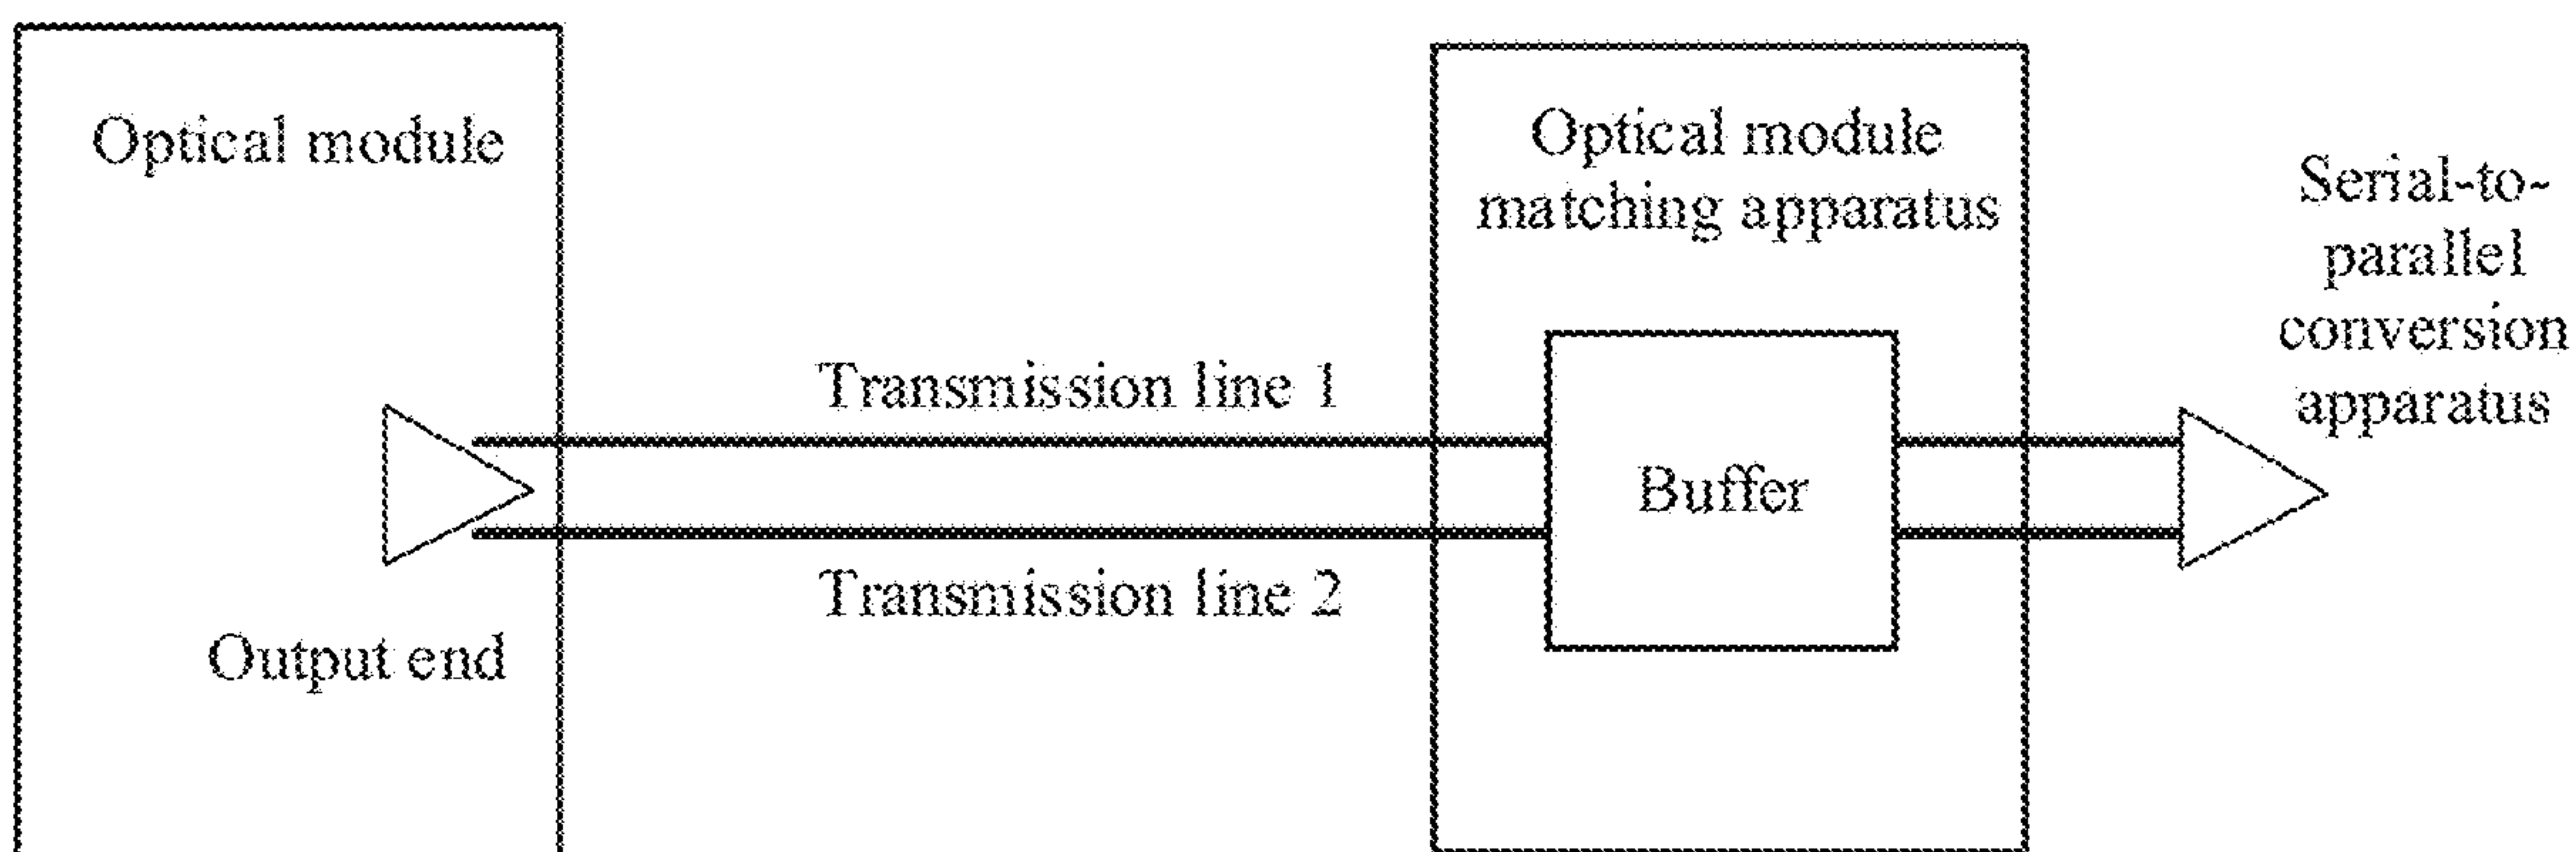 Optical module
Output end
Transmission line 1
Transmission line 2
Optical module
matching apparatus
Buffer
Serial-to-
parallel
conversion
apparatus